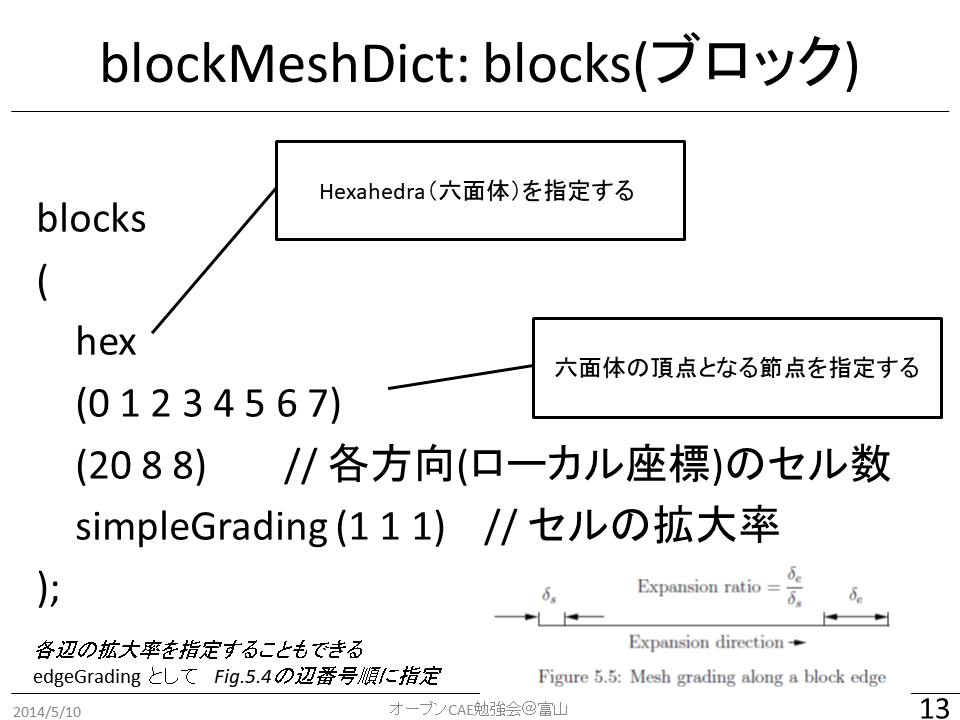 blockMeshDict: blocks(ブロック)
Hexahedra（六面体）を指定する
blocks
(
hex
六面体の頂点となる節点を指定する
(0 1 2 3 4 5 6 7)
(20 8 8) // 各方向(ローカル座標)のセル数
simpleGrading (1 1 1) // セルの拡大率
);
δs Expansion ratio = δe/δs δe
Expansion direction
Figure 5.5: Mesh grading along a block edge
各辺の拡大率を指定することもできる
edgeGrading として Fig.5.4の辺番号順に指定
2014/5/10 オープンCAE勉強会＠富山 13